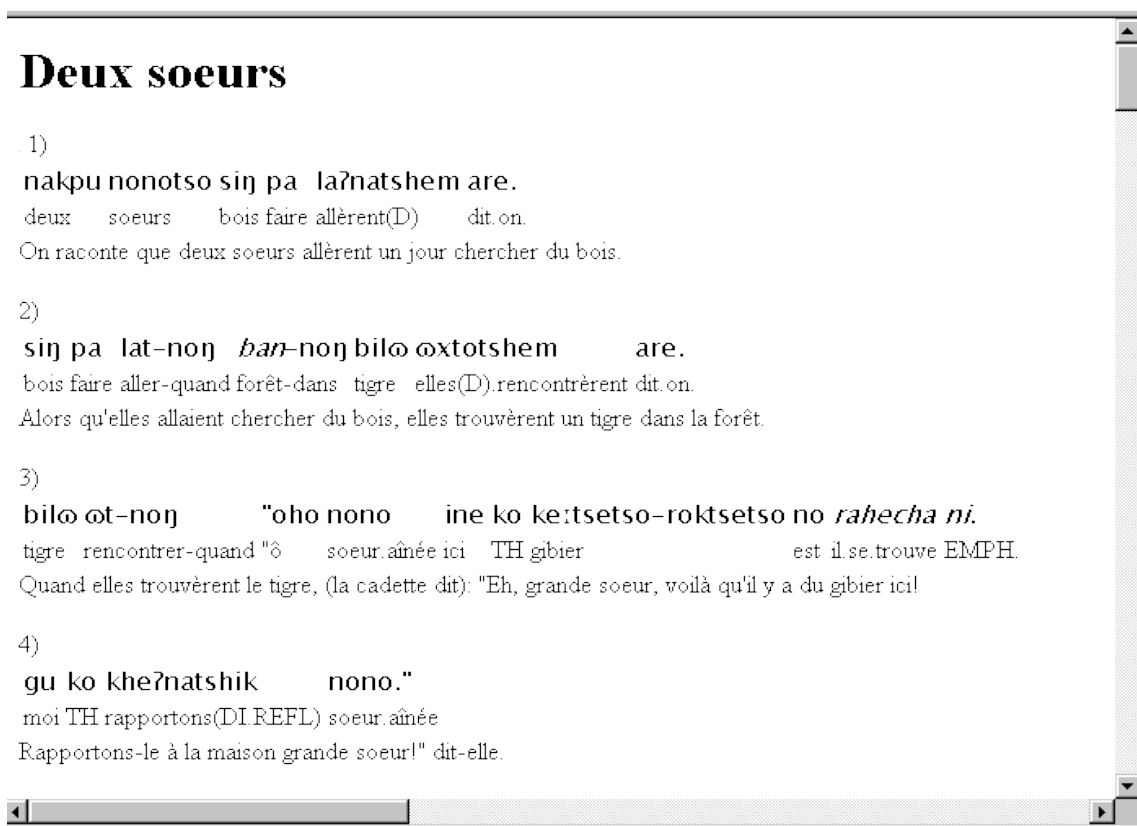 Deux soeurs
1)
nakpu nonotso siŋ pa laʔnatshem are.
deux soeurs bois faire allèrent(D) dit.on.
On raconte que deux soeurs allèrent un jour chercher du bois.
2)
siŋ pa lat-noŋ ban-noŋ bilɷ ɷxtotshem are.
bois faire aller-quand forêt-dans tigre elles(D).rencontrèrent dit.on.
Alors qu'elles allaient chercher du bois, elles trouvèrent un tigre dans la forêt.
3)
bilɷ ɷt-noŋ "oho nono ine ko keːtsetso-roktsetso no rahecha ni.
tigre rencontrer-quand "ô soeur.aînée ici TH gibier est il.se.trouve EMPH.
Quand elles trouvèrent le tigre, (la cadette dit): "Eh, grande soeur, voilà qu'il y a du gibier ici!
4)
gu ko kheʔnatshik nono."
moi TH rapportons(DI.REFL) soeur.aînée
Rapportons-le à la maison grande soeur!" dit-elle.